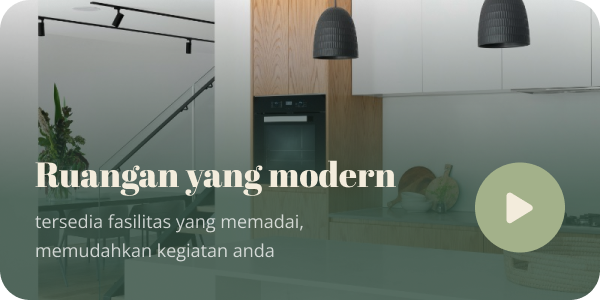 Ruangan yang modern
tersedia fasilitas yang memadai,
memudahkan kegiatan anda